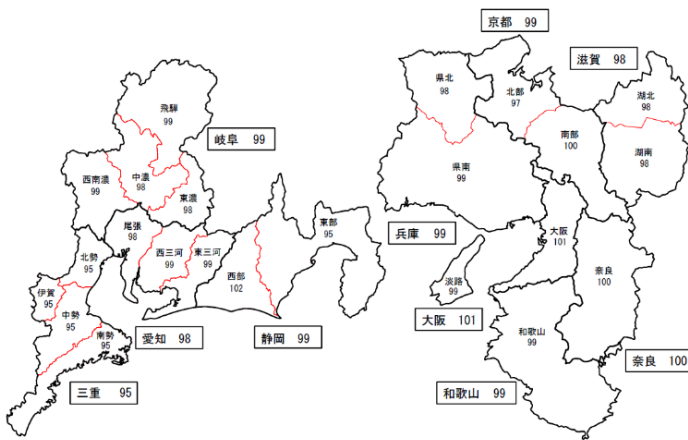 京都 99
滋賀 98
県北
98
北部
97
湖北
98
飛騨
99
岐阜 99
南部
100
湖南
98
県南
99
西南濃
99
中濃
98
東濃
98
尾張
98
西三河
99
東三河
99
東部
95
西部
102
兵庫 99
大阪
101
奈良
100
北勢
95
伊賀
95
中勢
95
南勢
95
淡路
99
大阪 101
和歌山
99
愛知 98
静岡 99
奈良 100
三重 95
和歌山 99